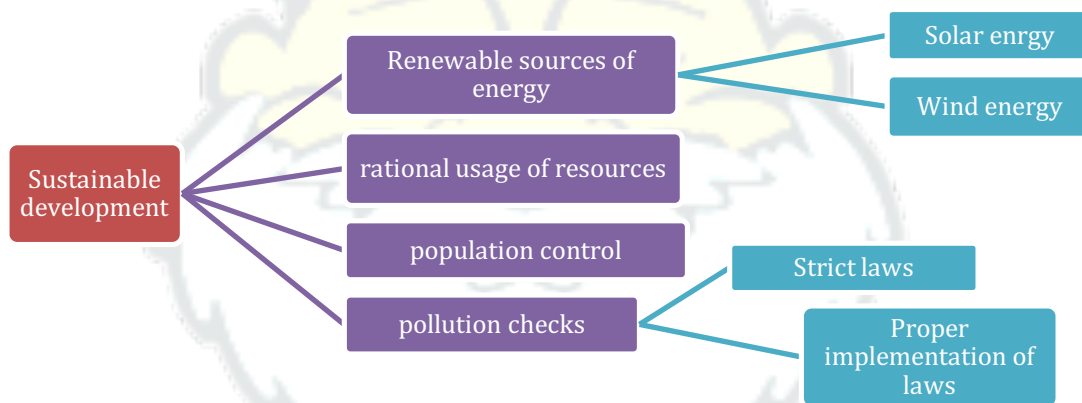 Sustainable
development
Renewable sources of
energy
Solar enrgy
Wind energy
rational usage of resources
population control
pollution checks
Strict laws
Proper
implementation of
laws